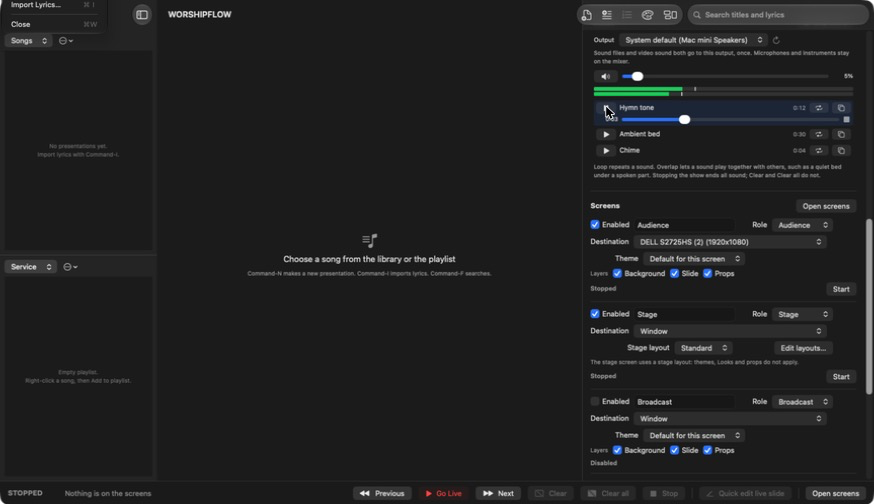 Import Lyrics... ⌘ I
Close ⌘W
WORSHIPFLOW
Search titles and lyrics
Songs
No presentations yet.
Import lyrics with Command-I.
Service
Empty playlist.
Right-click a song, then Add to playlist.
Choose a song from the library or the playlist
Command-N makes a new presentation. Command-I imports lyrics. Command-F searches.
Output System default (Mac mini Speakers)
Sound files and video sound both go to this output, once. Microphones and instruments stay
on the mixer.
5%
Hymn tone 0:12
Ambient bed 0:30
Chime 0:04
Loop repeats a sound. Overlap lets a sound play together with others, such as a quiet bed
under a spoken part. Stopping the show ends all sound; Clear and Clear all do not.
Screens Open screens
Enabled Audience Role Audience
Destination DELL S2725HS (2) (1920x1080)
Theme Default for this screen
Layers Background Slide Props
Stopped Start
Enabled Stage Role Stage
Destination Window
Stage layout Standard Edit layouts...
The stage screen uses a stage layout: themes, Looks and props do not apply.
Stopped Start
Enabled Broadcast Role Broadcast
Destination Window
Theme Default for this screen
Layers Background Slide Props
Disabled
STOPPED Nothing is on the screens Previous Go Live Next Clear Clear all Stop Quick edit live slide Open screens